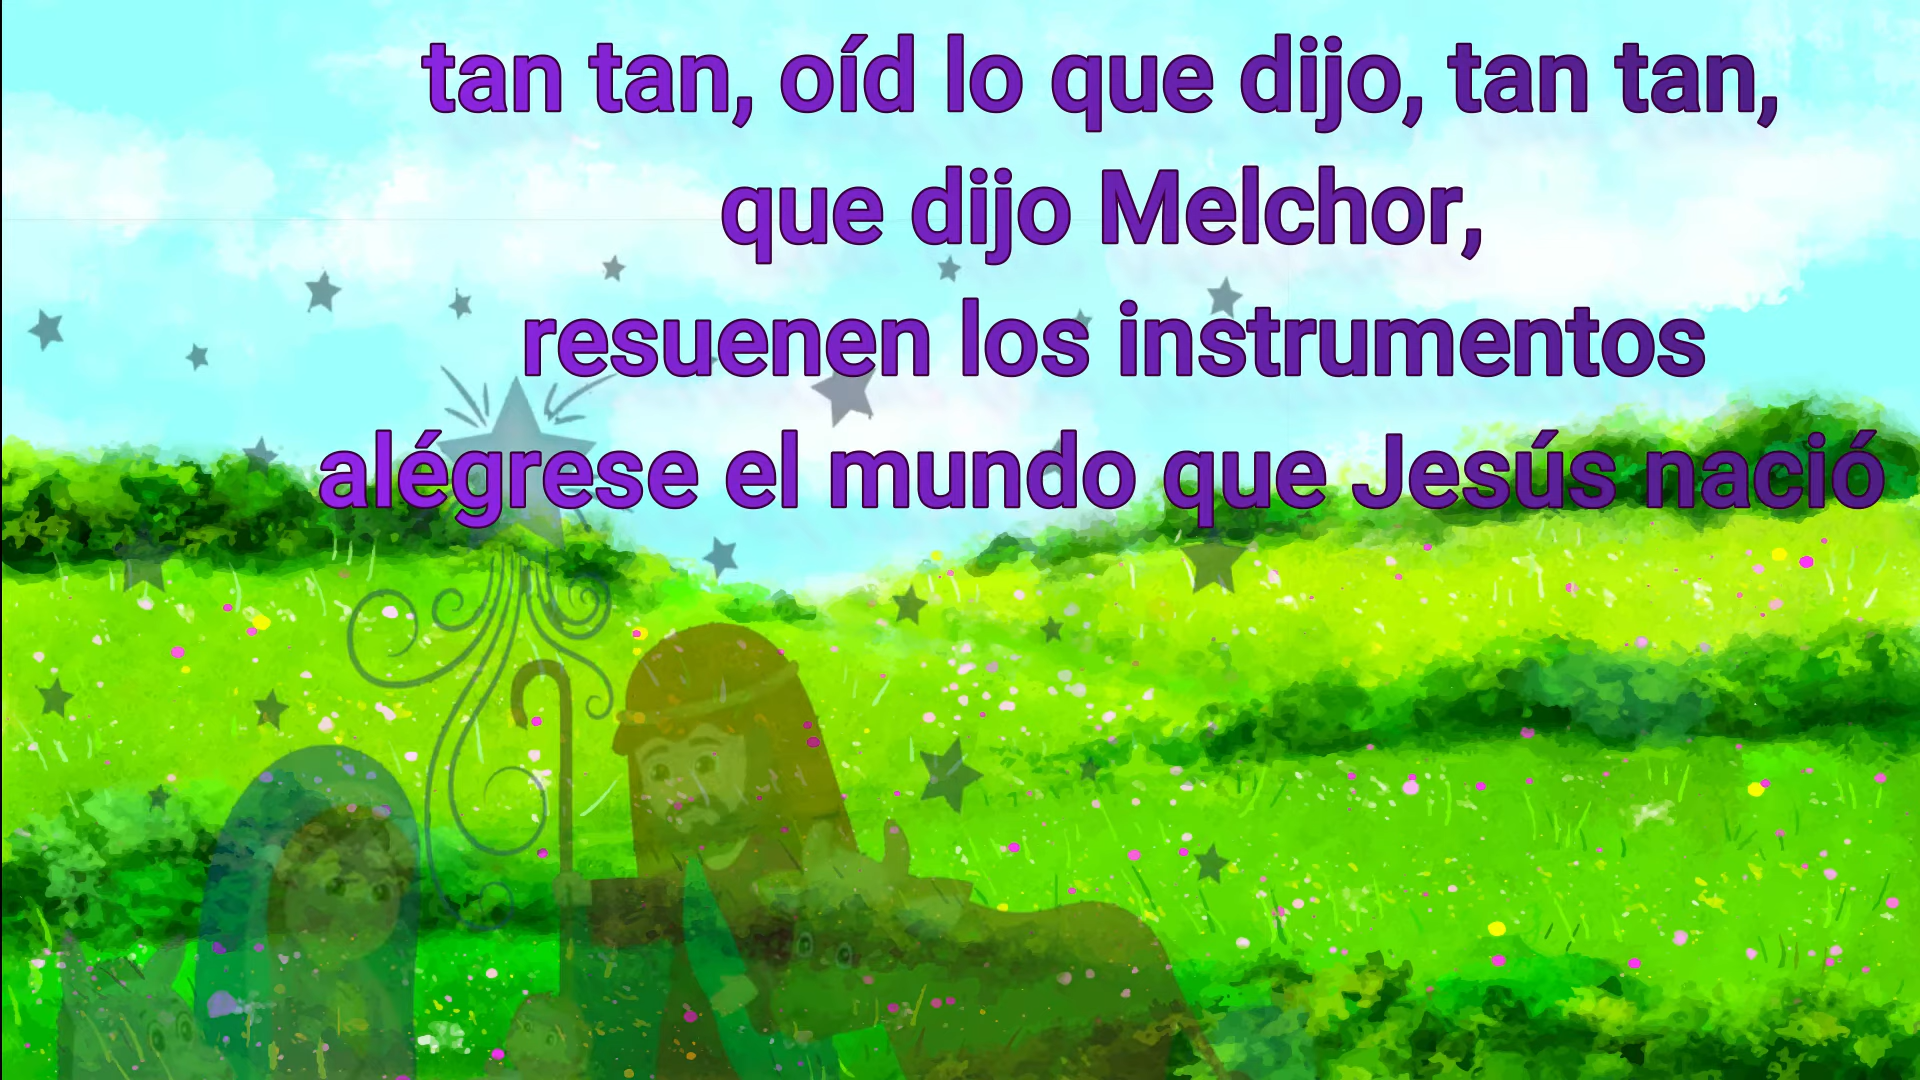 tan tan, oíd lo que dijo, tan tan,
que dijo Melchor,
resuenen los instrumentos
alégrese el mundo que Jesús nació